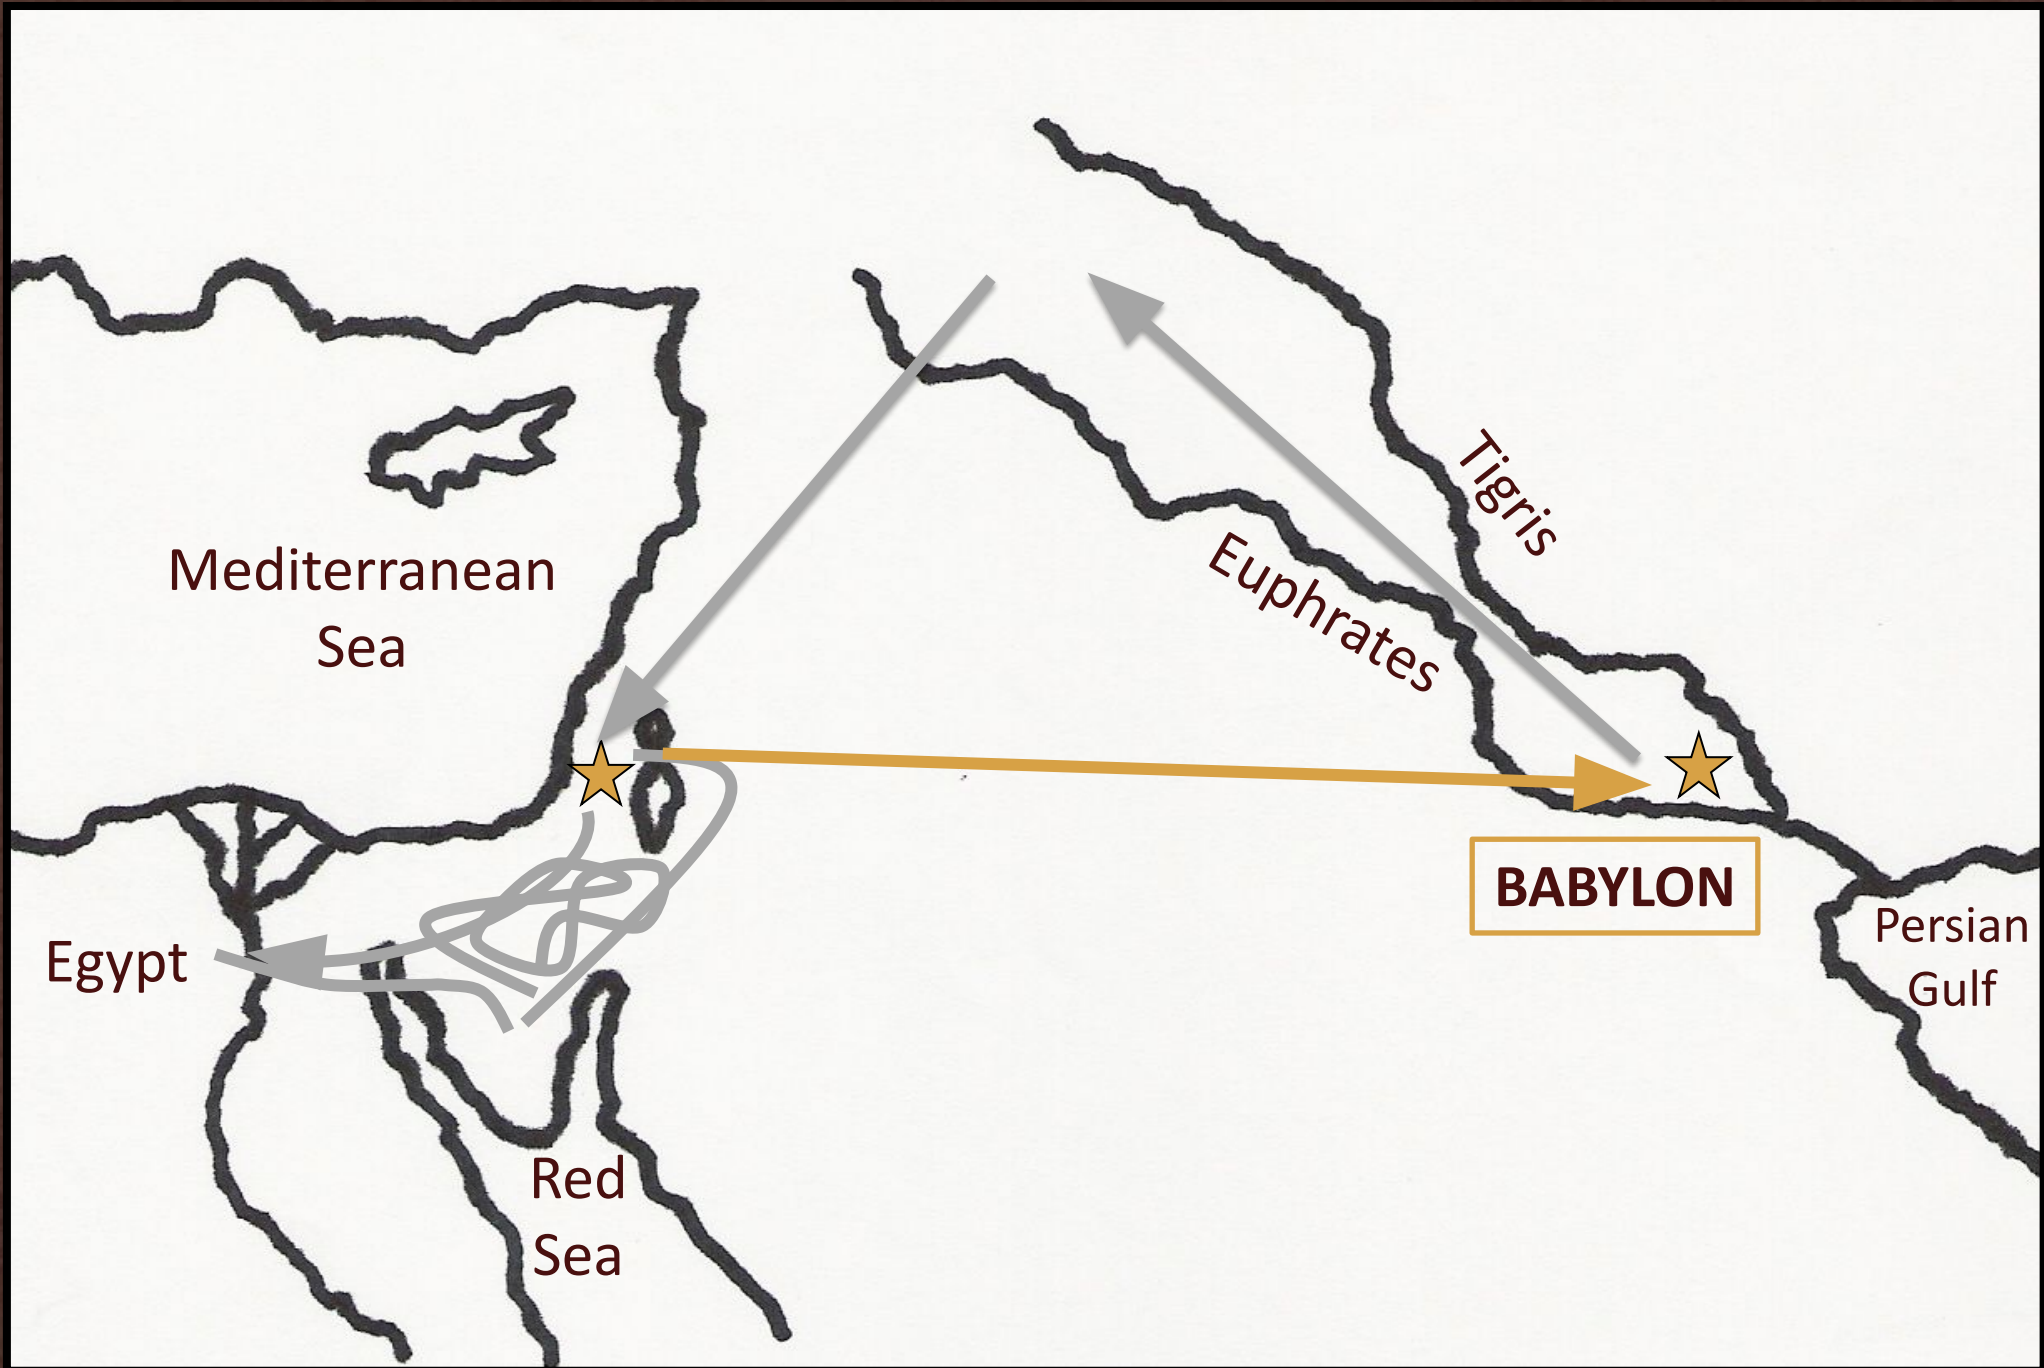 Tigris
Euphrates
Mediterranean
Sea
BABYLON
Persian
Gulf
Egypt
Red
Sea